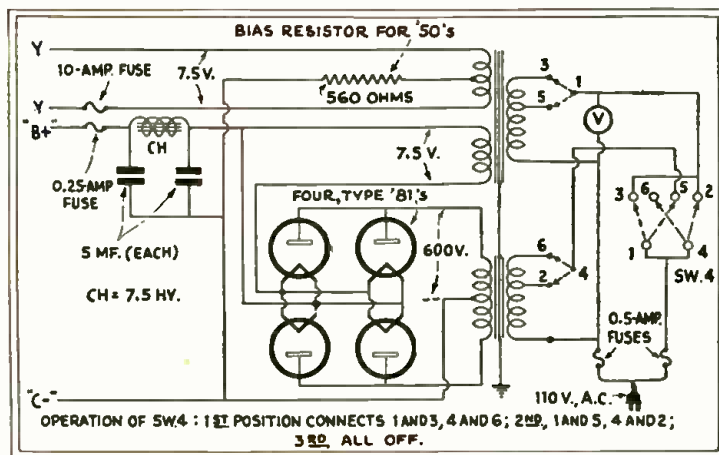 BIAS RESISTOR FOR '50's
Y
10-AMP. FUSE
7.5 V.
560 OHMS
3
1
5
Y
"B+"
V
CH
7.5 V.
0.25-AMP
FUSE
FOUR, TYPE '81's
3 6 5 2
5 MF. (EACH)
600V.
6
4
2
1 4
SW. 4
CH = 7.5 HY.
0.5-AMP.
FUSES
"C-"
110 V., A.C.
OPERATION OF SW.4 : 1ST POSITION CONNECTS 1 AND 3, 4 AND 6; 2ND, 1 AND 5, 4 AND 2;
3RD ALL OFF.